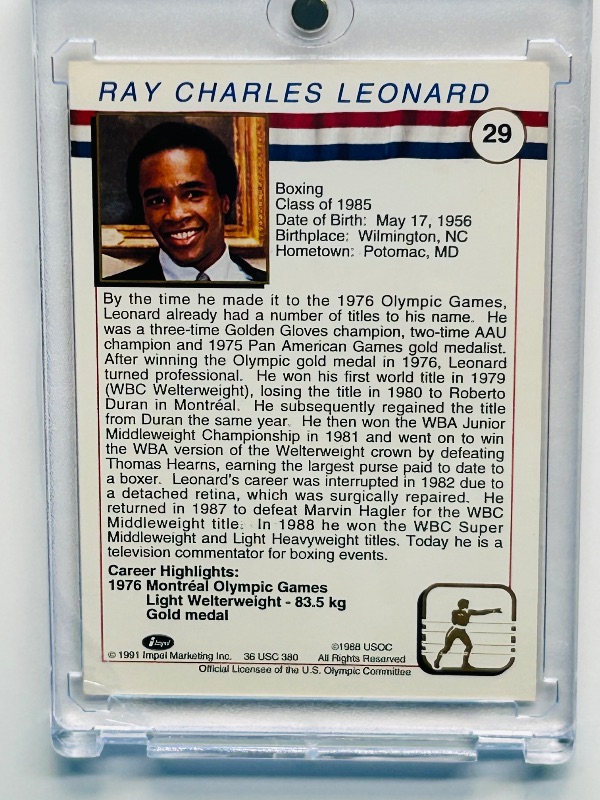 RAY CHARLES LEONARD
29
Boxing
Class of 1985
Date of Birth: May 17, 1956
Birthplace: Wilmington, NC
Hometown: Potomac, MD
By the time he made it to the 1976 Olympic Games,
Leonard already had a number of titles to his name. He
was a three-time Golden Gloves champion, two-time AAU
champion and 1975 Pan American Games gold medalist.
After winning the Olympic gold medal in 1976, Leonard
turned professional. He won his first world title in 1979
(WBC Welterweight), losing the title in 1980 to Roberto
Duran in Montréal. He subsequently regained the title
from Duran the same year. He then won the WBA Junior
Middleweight Championship in 1981 and went on to win
the WBA version of the Welterweight crown by defeating
Thomas Hearns, earning the largest purse paid to date to
a boxer. Leonard's career was interrupted in 1982 due to
a detached retina, which was surgically repaired. He
returned in 1987 to defeat Marvin Hagler for the WBC
Middleweight title. In 1988 he won the WBC Super
Middleweight and Light Heavyweight titles. Today he is a
television commentator for boxing events.
Career Highlights:
1976 Montréal Olympic Games
Light Welterweight - 83.5 kg
Gold medal
impel
©1988 USOC
© 1991 Impel Marketing Inc. 36 USC 380 All Rights Reserved
Official Licensee of the U.S. Olympic Committee